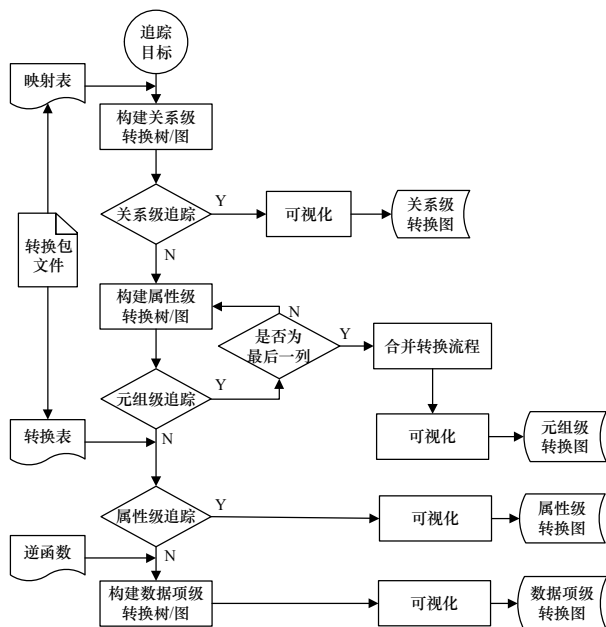 追踪
目标
映射表
构建关系级
转换树/图
关系级追踪
Y
可视化
关系级
转换图
N
转换包
文件
构建属性级
转换树/图
N
是否为
最后一列
Y
合并转换流程
元组级追踪
Y
转换表
N
可视化
元组级
转换图
属性级追踪
Y
可视化
属性级
转换图
逆函数
N
构建数据项级
转换树/图
可视化
数据项级
转换图